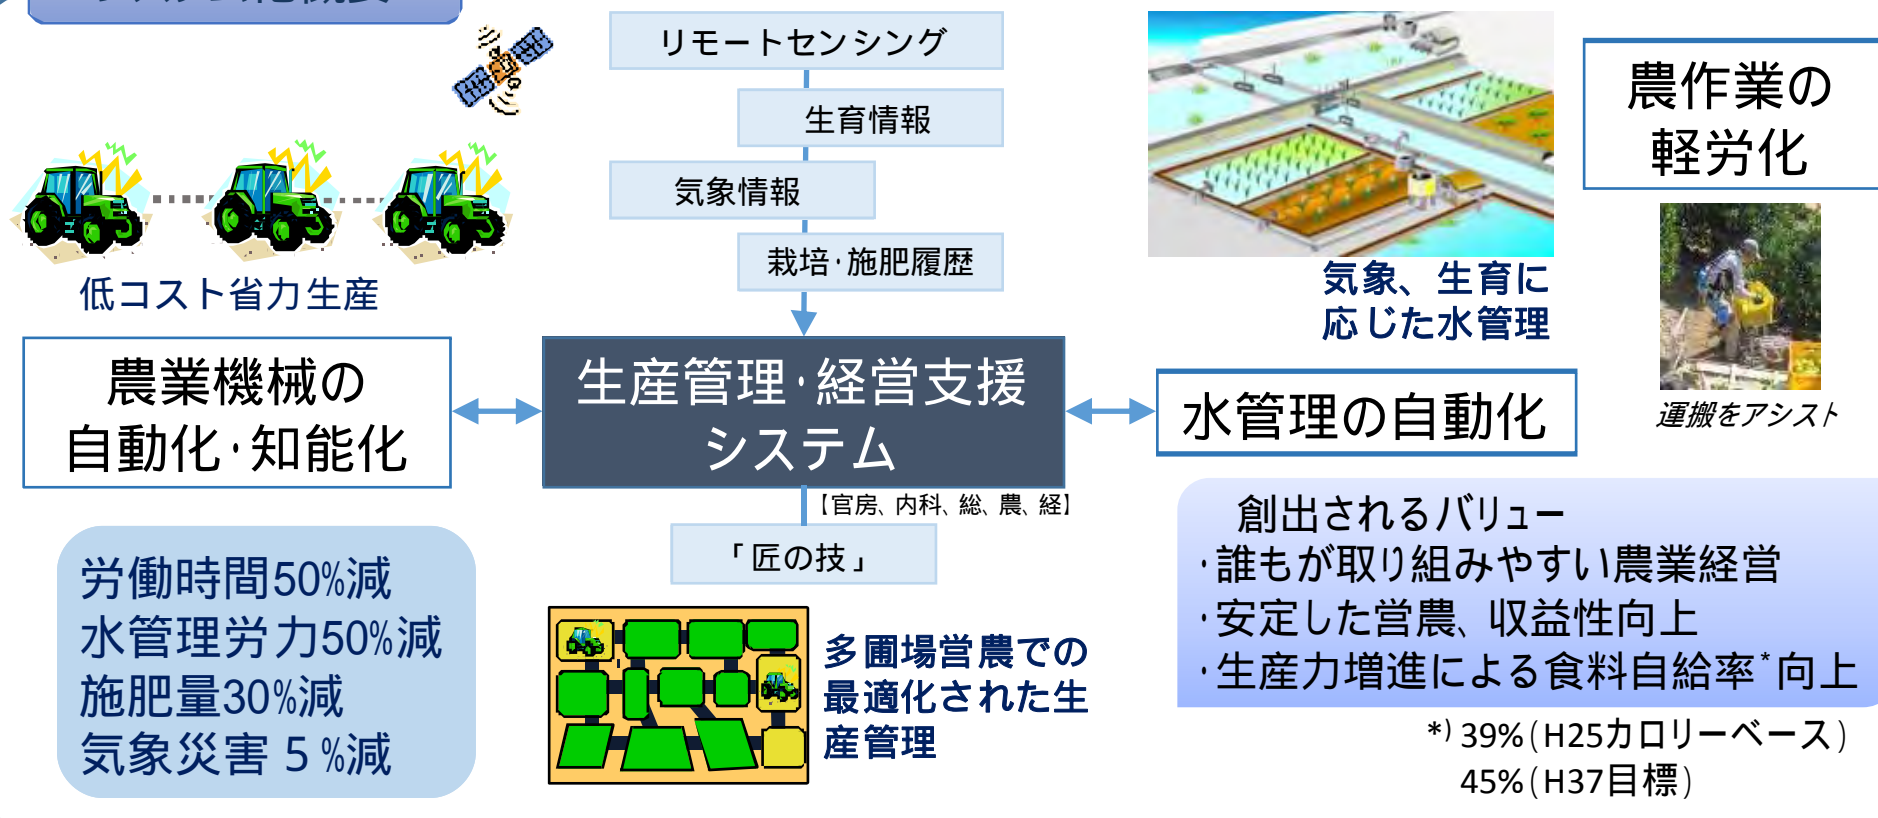 リモートセンシング
生育情報
気象情報
栽培･施肥履歴
低コスト省力生産
気象、生育に
応じた水管理
農作業の
軽労化
運搬をアシスト
農業機械の
自動化･知能化
生産管理･経営支援
システム
水管理の自動化
【官房、内科、総、農、経】
「匠の技」
労働時間50%減
水管理労力50%減
施肥量30%減
気象災害５%減
多圃場営農での
最適化された生
産管理
創出されるバリュー
･誰もが取り組みやすい農業経営
･安定した営農、収益性向上
･生産力増進による食料自給率*向上
*) 39%(H25カロリーベース)
45%(H37目標)